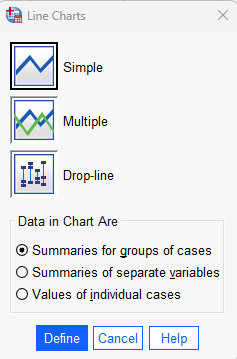 Line Charts
Simple
Multiple
Drop-line
Data in Chart Are
Summaries for groups of cases
Summaries of separate variables
Values of individual cases
Define Cancel Help